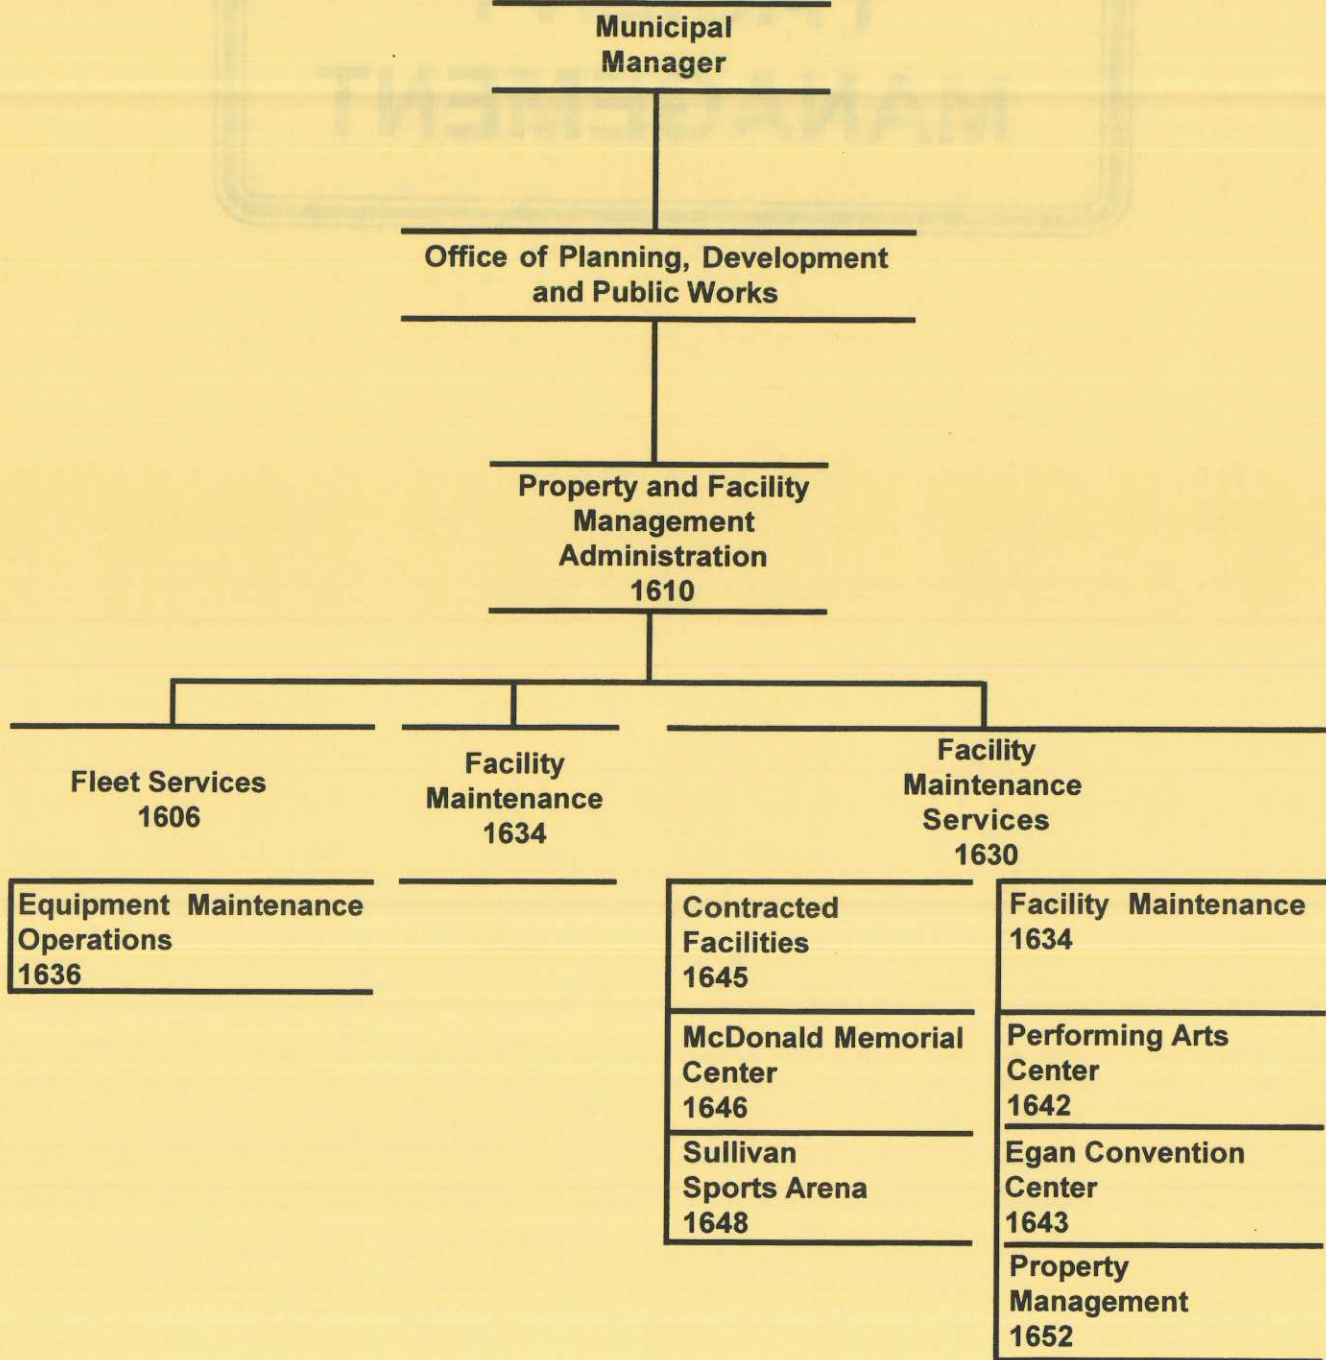 Municipal
Manager
Office of Planning, Development
and Public Works
Property and Facility
Management
Administration
1610
Fleet Services
1606
Facility
Maintenance
1634
Facility
Maintenance
Services
1630
Equipment Maintenance
Operations
1636
Contracted
Facilities
1645
McDonald Memorial
Center
1646
Sullivan
Sports Arena
1648
Facility Maintenance
1634
Performing Arts
Center
1642
Egan Convention
Center
1643
Property
Management
1652
MANAGEMENT